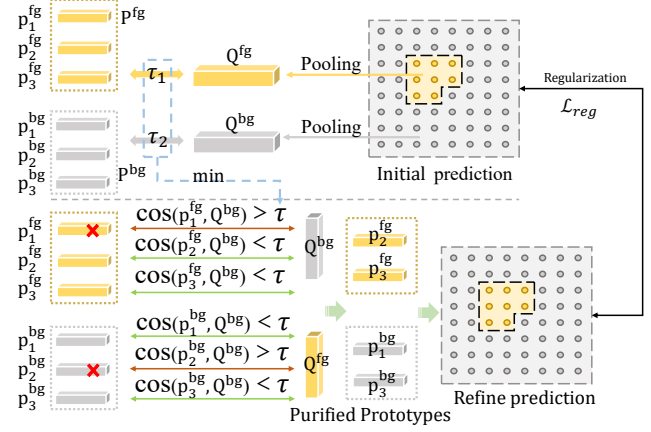 p₁ᶠᵍ
Pᶠᵍ
p₂ᶠᵍ
p₃ᶠᵍ
τ₁
Qᶠᵍ
Pooling
p₁ᵇᵍ
p₂ᵇᵍ
p₃ᵇᵍ
Pᵇᵍ
τ₂
Qᵇᵍ
Pooling
min
Initial prediction
Regularization
ℒ_reg
p₁ᶠᵍ
p₂ᶠᵍ
p₃ᶠᵍ
cos(p₁ᶠᵍ, Qᵇᵍ) > τ
cos(p₂ᶠᵍ, Qᵇᵍ) < τ
cos(p₃ᶠᵍ, Qᵇᵍ) < τ
Qᵇᵍ
p₂ᶠᵍ
p₃ᶠᵍ
p₁ᵇᵍ
p₂ᵇᵍ
p₃ᵇᵍ
cos(p₁ᵇᵍ, Qᵇᵍ) < τ
cos(p₂ᵇᵍ, Qᵇᵍ) > τ
cos(p₃ᵇᵍ, Qᵇᵍ) < τ
Qᶠᵍ
p₁ᵇᵍ
p₃ᵇᵍ
Purified Prototypes
Refine prediction